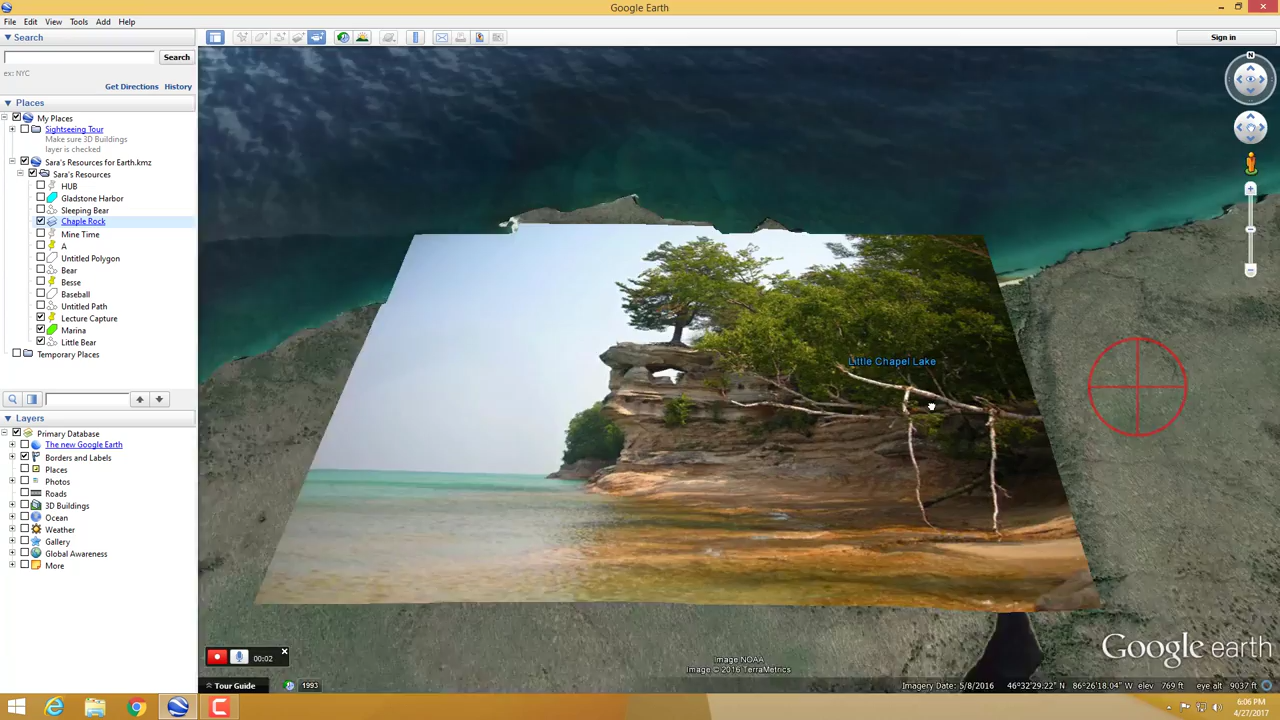 Google Earth
File Edit View Tools Add Help
Search
Sign in
Search
ex: NYC
Get Directions History
Places
My Places
Sightseeing Tour
Make sure 3D Buildings
layer is checked
Sara's Resources for Earth.kmz
Sara's Resources
HUB
Gladstone Harbor
Sleeping Bear
Chaple Rock
Mine Time
A
Untitled Polygon
Bear
Besse
Baseball
Untitled Path
Lecture Capture
Marina
Little Bear
Temporary Places
Layers
Primary Database
The new Google Earth
Borders and Labels
Places
Photos
Roads
3D Buildings
Ocean
Weather
Gallery
Global Awareness
More
N
Little Chapel Lake
00:02
Image NOAA
Image © 2016 TerraMetrics
Google earth
Tour Guide
1993
Imagery Date: 5/8/2016 46°32'29.22" N 86°26'18.04" W elev 769 ft eye alt 9037 ft
6:06 PM
4/27/2017